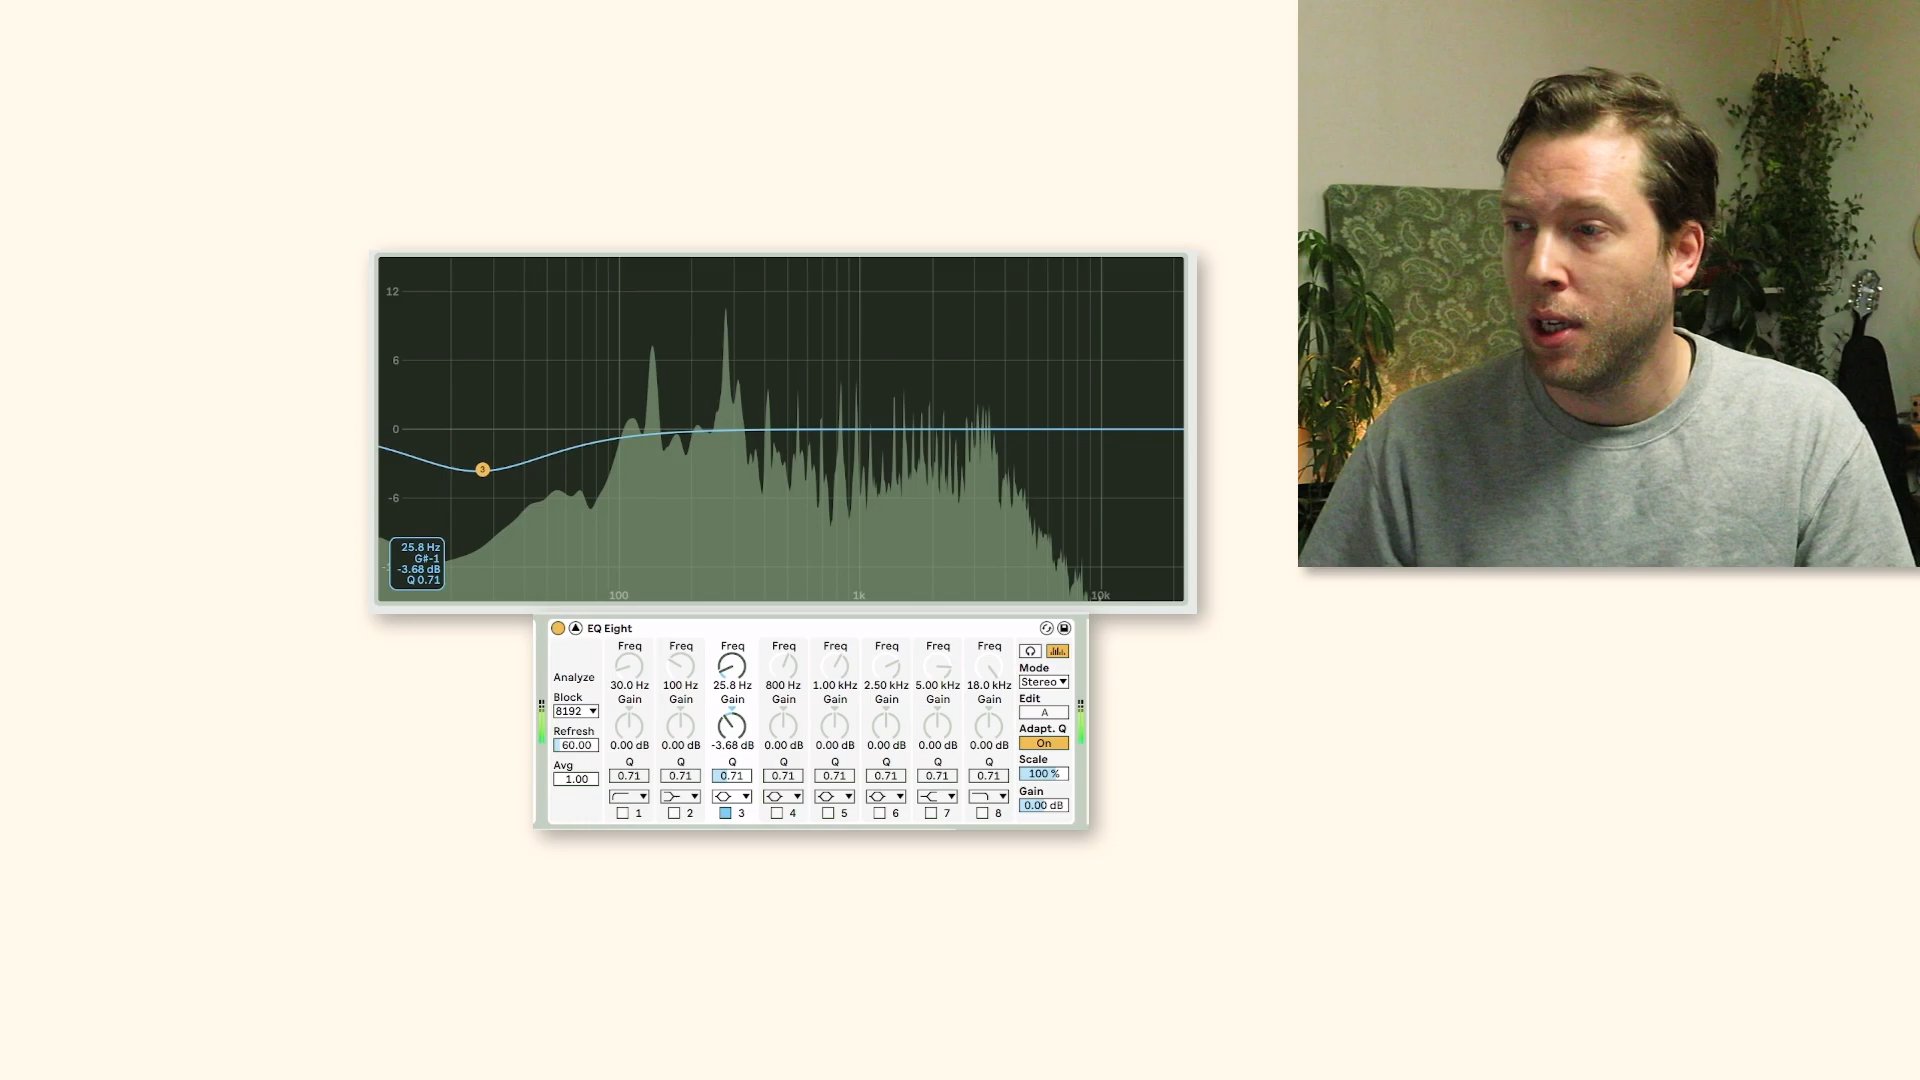 12
6
0
-6
25.8 Hz
G#-1
-3.68 dB
Q 0.71
100
1k
10k
3
EQ Eight
Analyze
Block
8192
Refresh
60.00
Avg
1.00
Freq Freq Freq Freq Freq Freq Freq Freq
30.0 Hz 100 Hz 25.8 Hz 800 Hz 1.00 kHz 2.50 kHz 5.00 kHz 18.0 kHz
Gain Gain Gain Gain Gain Gain Gain Gain
0.00 dB 0.00 dB -3.68 dB 0.00 dB 0.00 dB 0.00 dB 0.00 dB 0.00 dB
Q Q Q Q Q Q Q Q
0.71 0.71 0.71 0.71 0.71 0.71 0.71 0.71
1 2 3 4 5 6 7 8
Mode
Stereo
Edit
A
Adapt. Q
On
Scale
100 %
Gain
0.00 dB